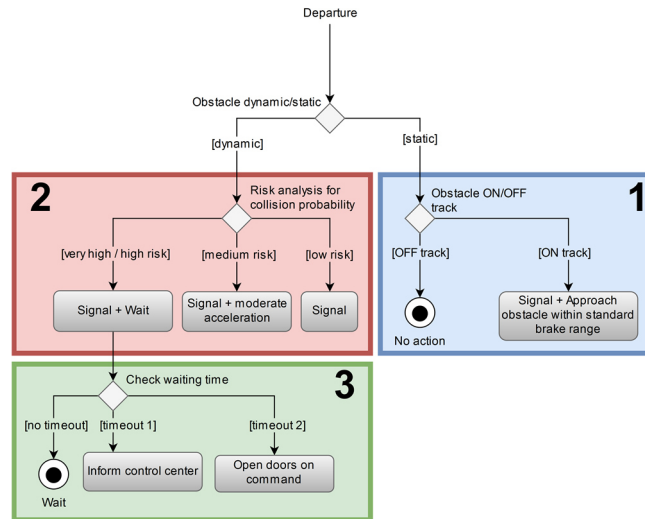 Departure
Obstacle dynamic/static
[dynamic]
[static]
2
Risk analysis for
collision probability
[very high / high risk]
[medium risk]
[low risk]
Signal + Wait
Signal + moderate
acceleration
Signal
1
Obstacle ON/OFF
track
[OFF track]
[ON track]
No action
Signal + Approach
obstacle within standard
brake range
3
Check waiting time
[no timeout]
[timeout 1]
[timeout 2]
Wait
Inform control center
Open doors on
command